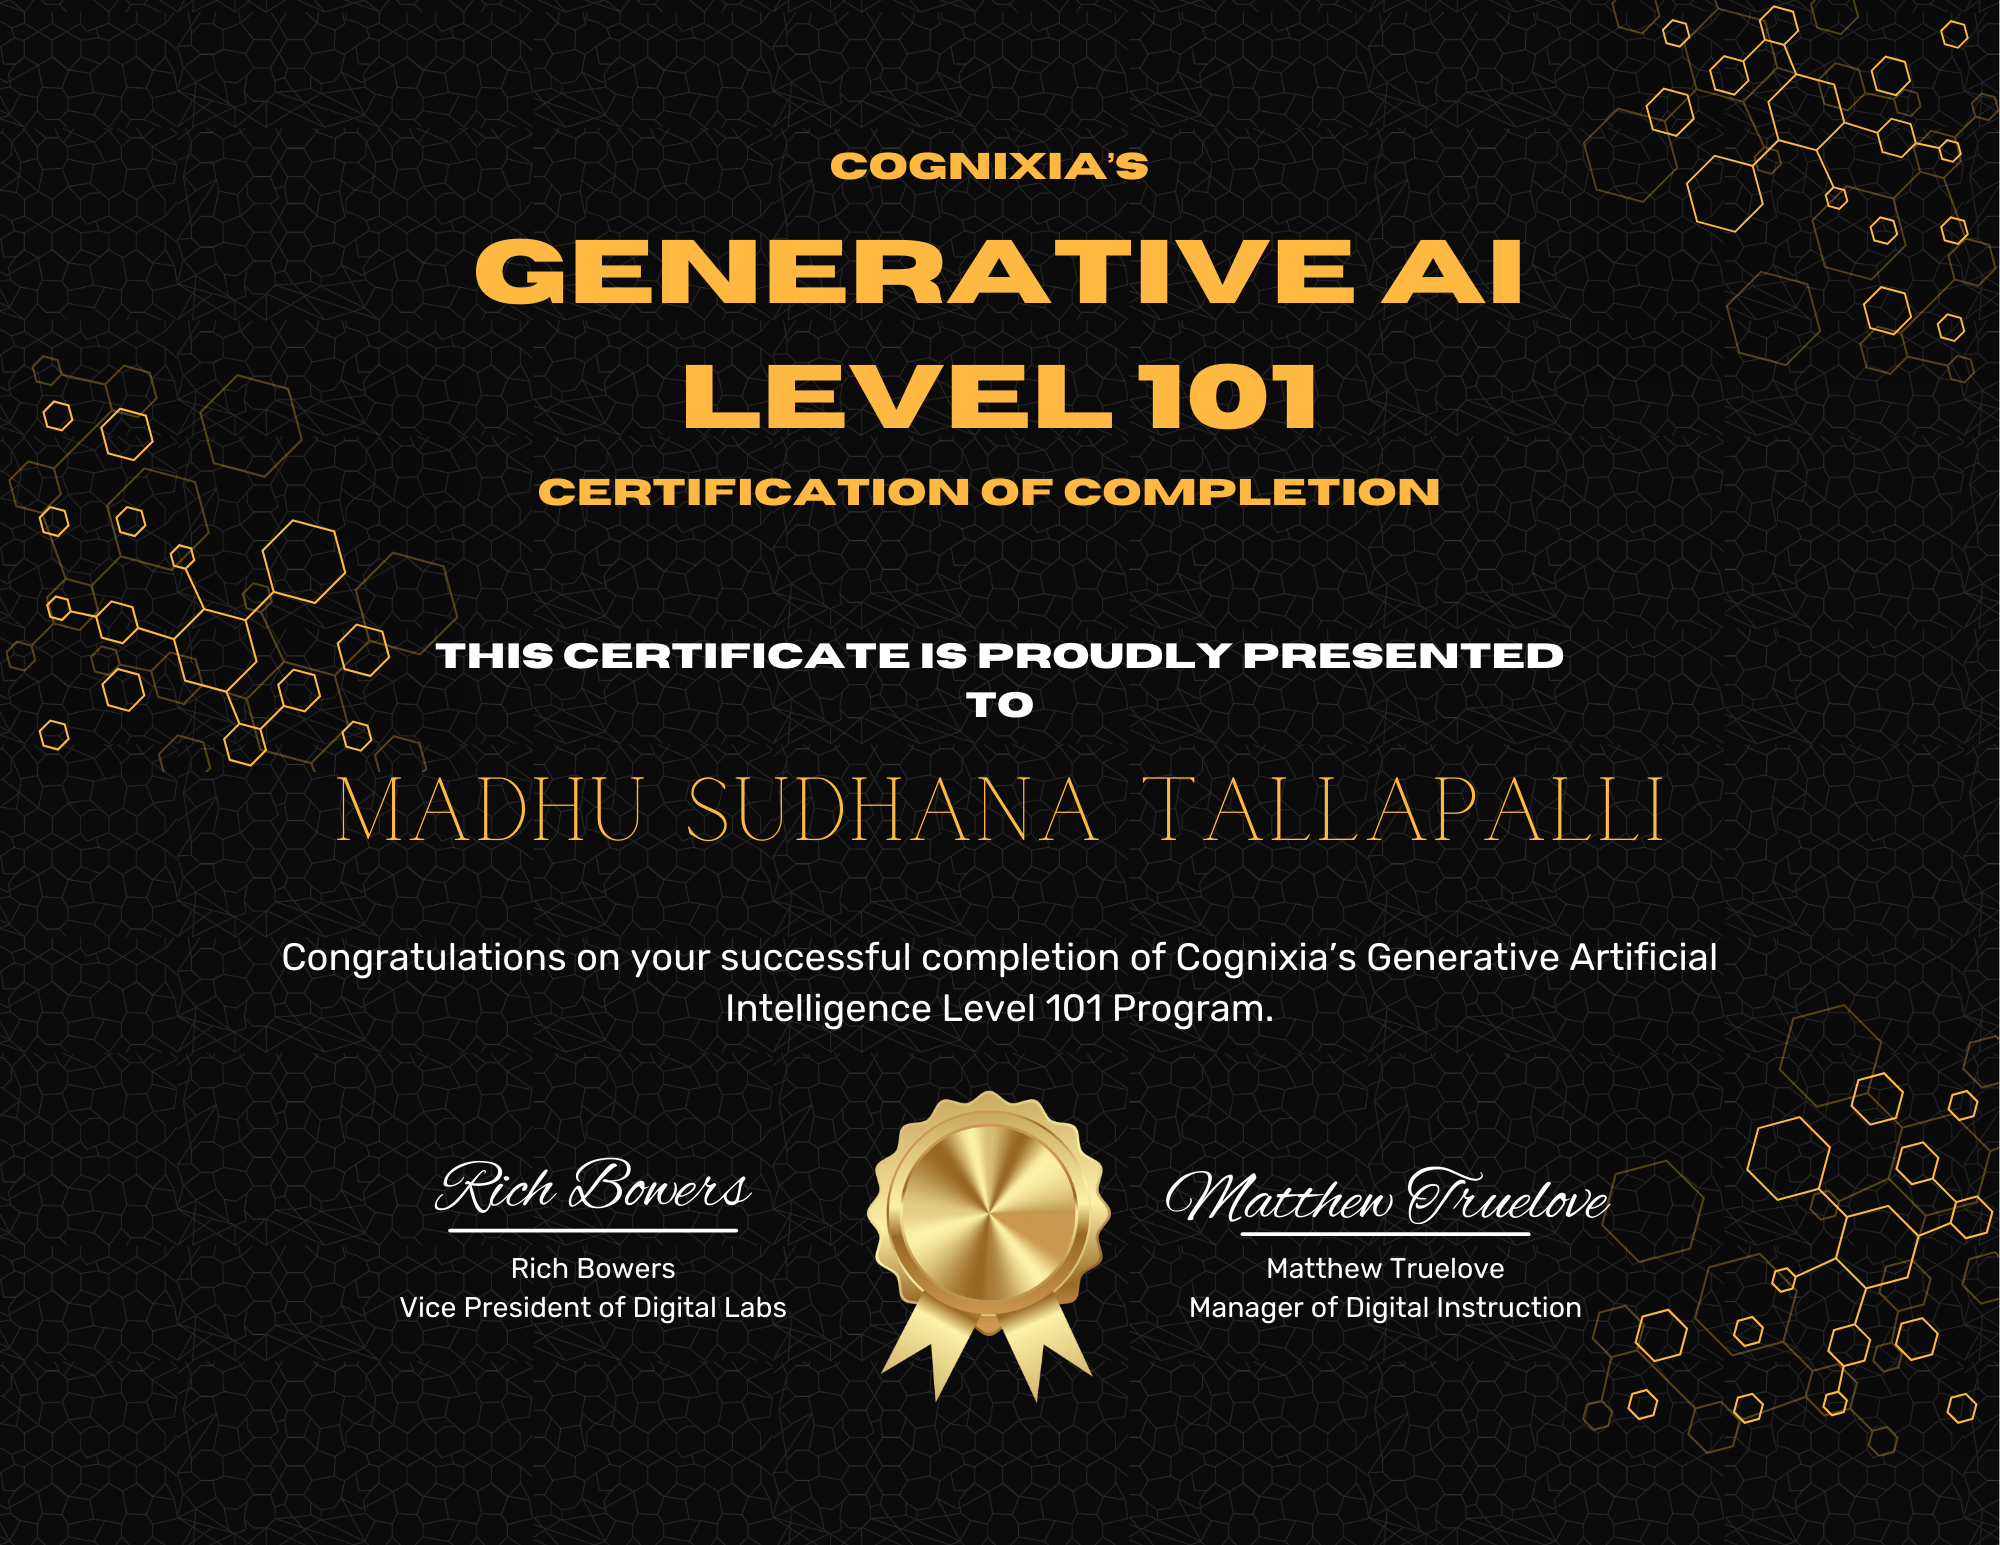 COGNIXIA’S
GENERATIVE AI
LEVEL 101
CERTIFICATION OF COMPLETION
THIS CERTIFICATE IS PROUDLY PRESENTED
TO
MADHU SUDHANA TALLAPALLI
Congratulations on your successful completion of Cognixia’s Generative Artificial
Intelligence Level 101 Program.
Rich Bowers
Rich Bowers
Vice President of Digital Labs
Matthew Truelove
Matthew Truelove
Manager of Digital Instruction